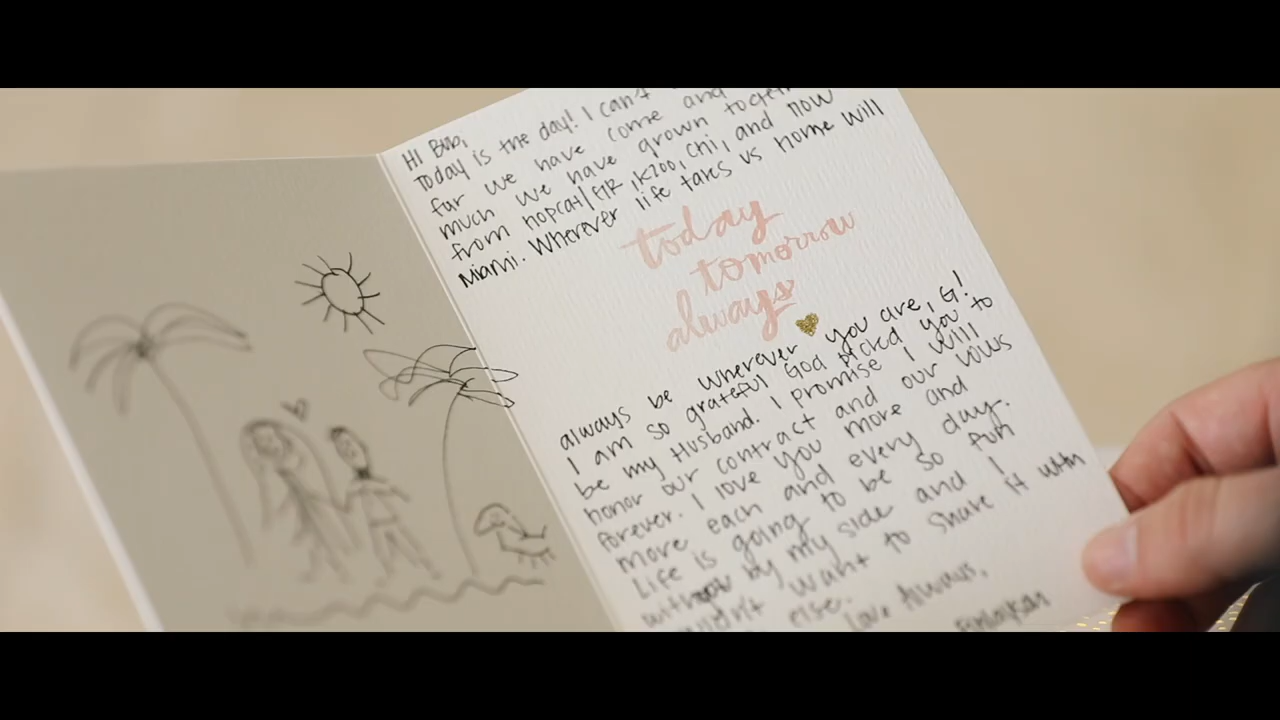 Hi Bub,
Today is the day! I can't
far we have come and
much we have grown
from hopcat/FTR, KZOO, CHI, and now
Miami. Wherever life takes us home will
today
tomorrow
always
always be wherever you are, G!
I am so grateful God picked you to
be my Husband. I promise I will
honor our contract and our vows
forever. I love you more and
more each and every day.
Life is going to be so fun
with you by my side and I
want to share it with
else.
Love Always,